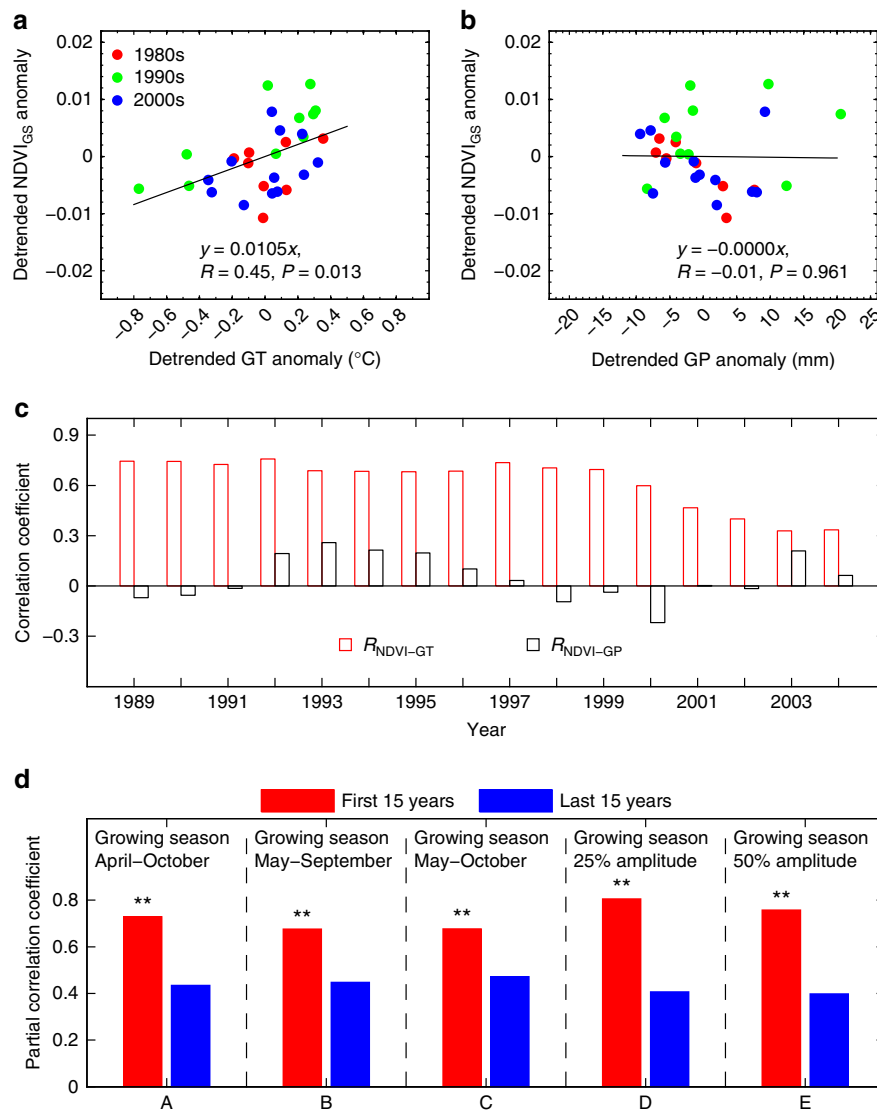 a
0.02
0.01
0
−0.01
−0.02
Detrended NDVIGS anomaly
1980s
1990s
2000s
y = 0.0105x,
R = 0.45, P = 0.013
−0.8
−0.6
−0.4
−0.2
0
0.2
0.4
0.6
0.8
Detrended GT anomaly (°C)
b
0.02
0.01
0
−0.01
−0.02
Detrended NDVIGS anomaly
y = −0.0000x,
R = −0.01, P = 0.961
−20
−15
−10
−5
0
5
10
15
20
25
Detrended GP anomaly (mm)
c
0.9
0.6
0.3
0
−0.3
Correlation coefficient
RNDVI−GT
RNDVI−GP
1989
1991
1993
1995
1997
1999
2001
2003
Year
d
First 15 years
Last 15 years
Partial correlation coefficient
0.8
0.6
0.4
0.2
0
Growing season
April−October
**
Growing season
May−September
**
Growing season
May−October
**
Growing season
25% amplitude
**
Growing season
50% amplitude
**
A
B
C
D
E